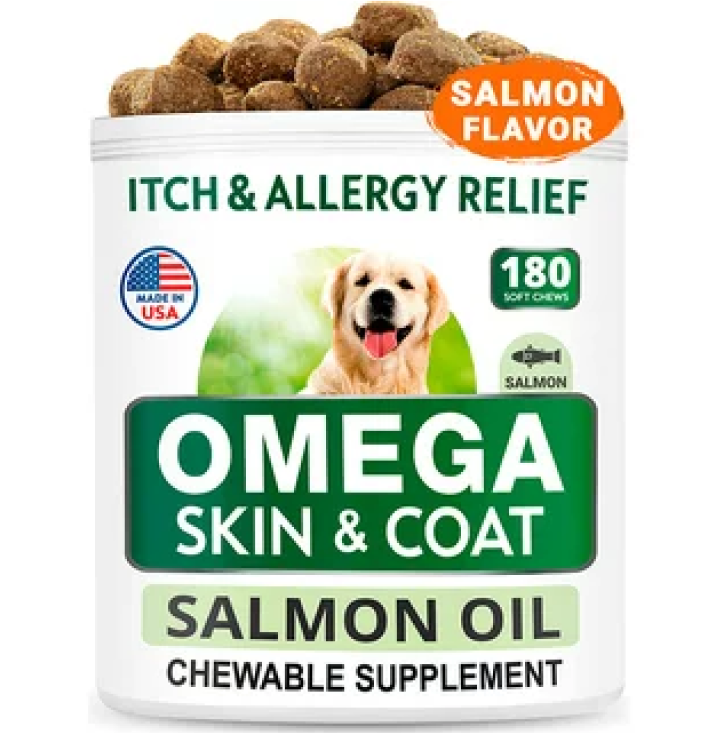 SALMON
FLAVOR
ITCH & ALLERGY RELIEF
MADE IN
USA
180
SOFT CHEWS
SALMON
OMEGA
SKIN & COAT
SALMON OIL
CHEWABLE SUPPLEMENT